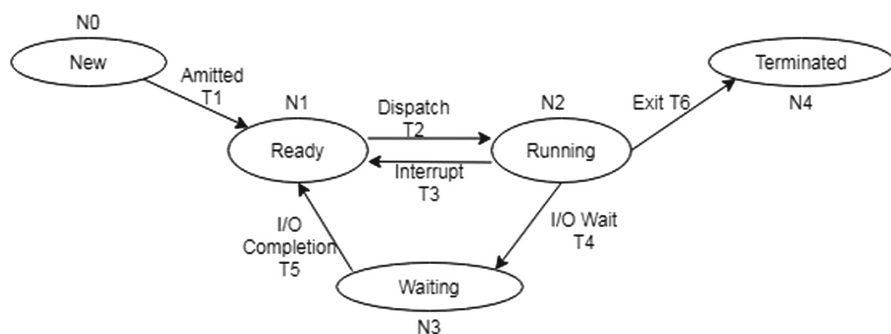 N0
New
Amitted
T1
N1
Ready
Dispatch
T2
Interrupt
T3
N2
Running
Exit T6
Terminated
N4
I/O Wait
T4
I/O
Completion
T5
Waiting
N3